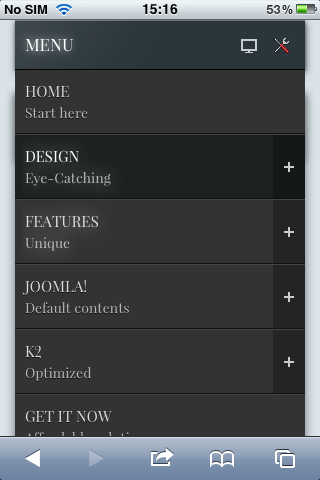 No SIM 15:16 53%
MENU
HOME
Start here
DESIGN
Eye-Catching
FEATURES
Unique
JOOMLA!
Default contents
K2
Optimized
GET IT NOW